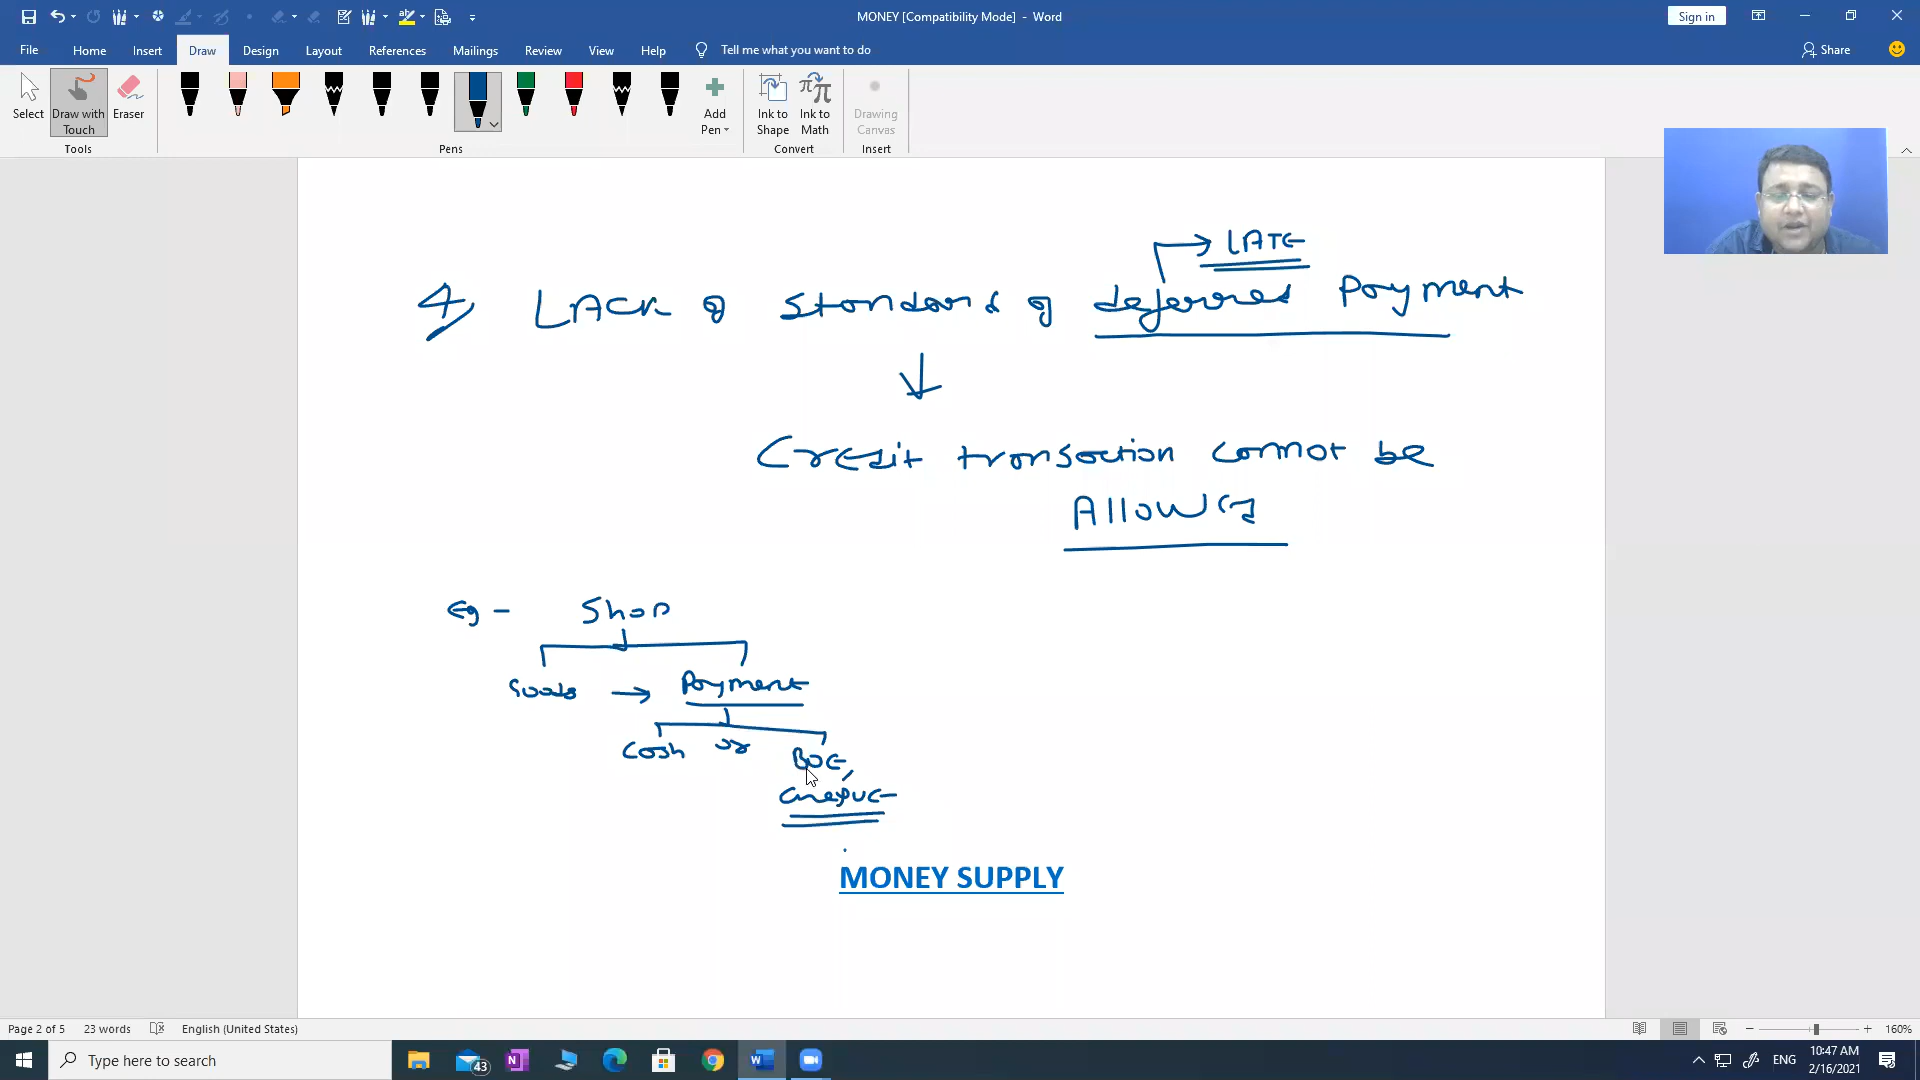 MONEY [Compatibility Mode] - Word
Sign in
File Home Insert Draw Design Layout References Mailings Review View Help Tell me what you want to do Share
Select Draw with Touch Eraser Add Pen Ink to Shape Ink to Math Drawing Canvas
Tools Pens Convert Insert
LATE
4) LACK of Standard of deferred Payment
Credit transaction cannot be
Allowed
Eg - Shop
Goods → Payment
Cash or BOE,
Cheque
MONEY SUPPLY
Page 2 of 5 23 words English (United States) 160%
Type here to search 43 ENG 10:47 AM
2/16/2021